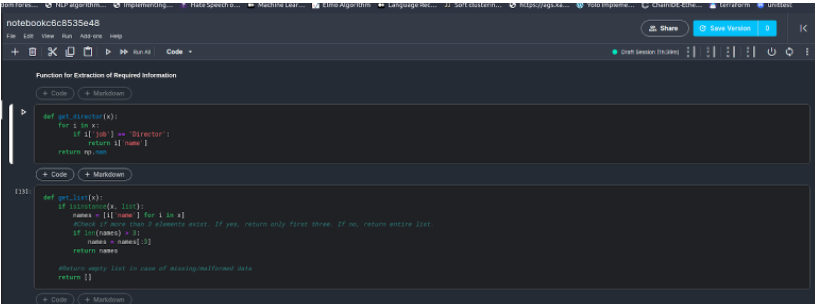 dom Fores...  NLP algorithm...  Implementing...  Hate Speech o...  Machine Lear...  Elmo Algorithm  Language Rec...  Soft clusterin...  https://ags.ka...  Yolo Impleme...  ChainIDE-Ethe...  terraform  unittest
notebookc6c8535e48
Share  Save Version  0
File  Edit  View  Run  Add-ons  Help
Run All  Code  Draft Session (1h:39m)
Function for Extraction of Required Information
+ Code  + Markdown
def get_director(x):
for i in x:
if i['job'] == 'Director':
return i['name']
return np.nan
+ Code  + Markdown
[13]:
def get_list(x):
if isinstance(x, list):
names = [i['name'] for i in x]
#Check if more than 3 elements exist. If yes, return only first three. If no, return entire list.
if len(names) > 3:
names = names[:3]
return names
#Return empty list in case of missing/malformed data
return []
+ Code  + Markdown